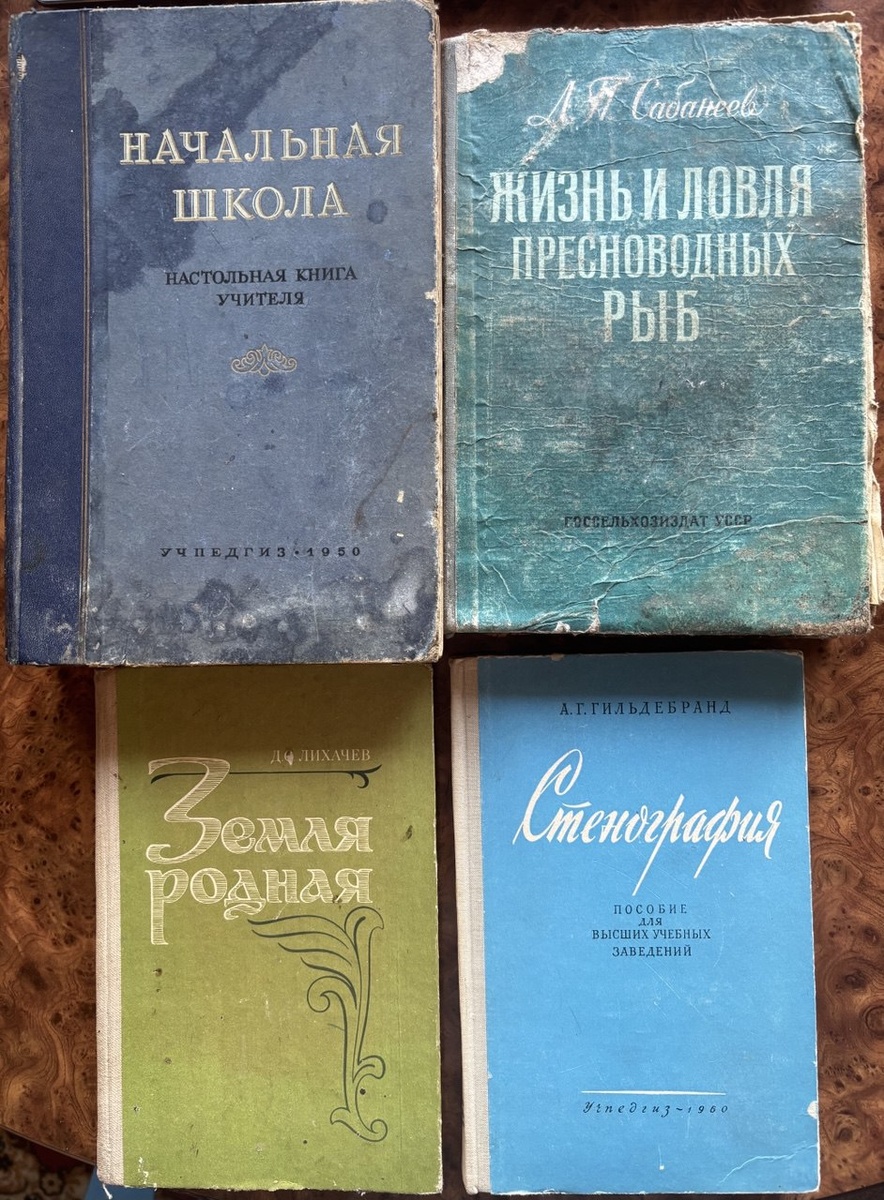 НАЧАЛЬНАЯ
ШКОЛА
НАСТОЛЬНАЯ КНИГА
УЧИТЕЛЯ
УЧПЕДГИЗ · 1950
Л П Сабанеев
ЖИЗНЬ И ЛОВЛЯ
ПРЕСНОВОДНЫХ
РЫБ
ГОССЕЛЬХОЗИЗДАТ УССР
Д С ЛИХАЧЕВ
Земля
родная
А. Г. ГИЛЬДЕБРАНД
Стенография
ПОСОБИЕ
для
ВЫСШИХ УЧЕБНЫХ
ЗАВЕДЕНИЙ
Учпедгиз – 1960